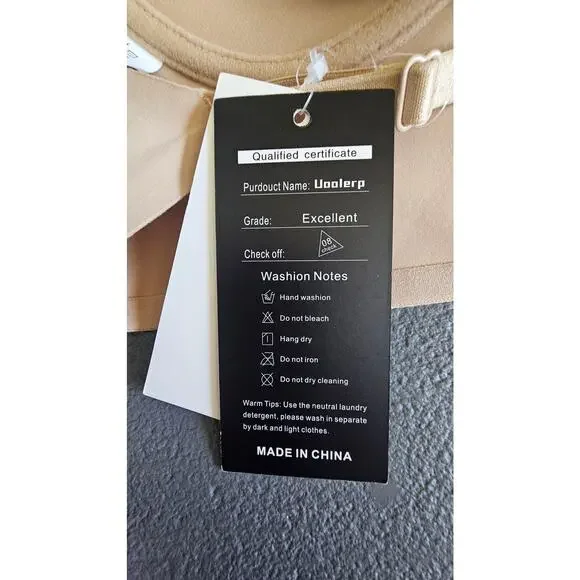 Qualified certificate
Purdouct Name: Uoolerp
Grade: Excellent
Check off: 08 check
Washion Notes
Hand washion
Do not bleach
Hang dry
Do not iron
Do not dry cleaning
Warm Tips: Use the neutral laundry
detergent, please wash in separate
by dark and light clothes.
MADE IN CHINA